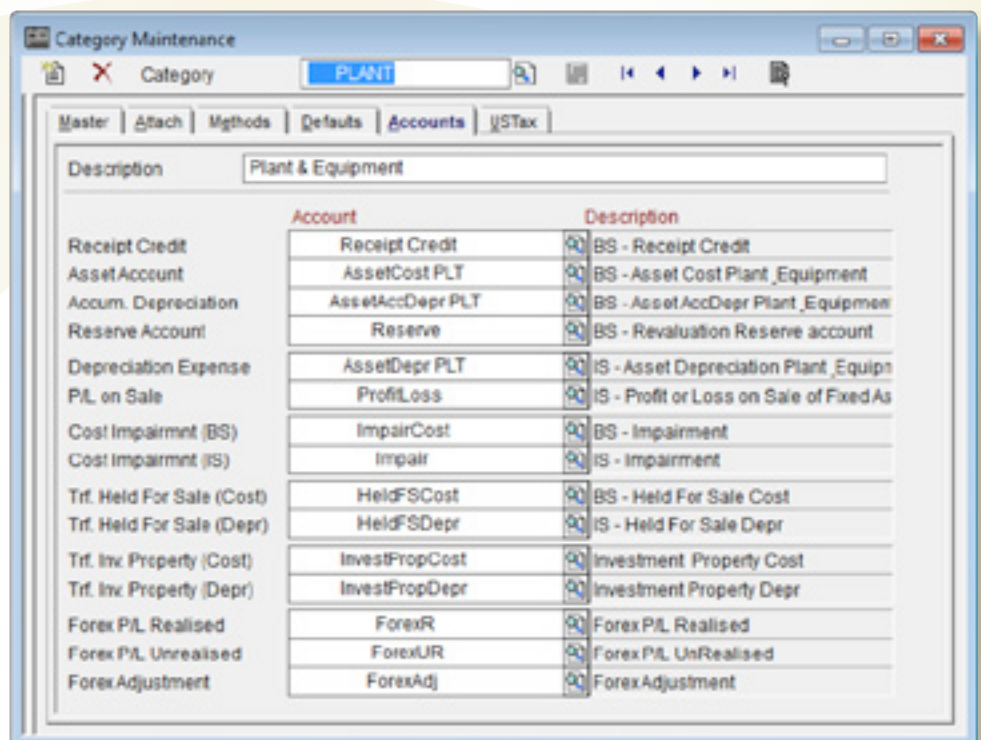 Category Maintenance
Category PLANT
Master Attach Methods Defaults Accounts USTax
Description Plant & Equipment
Account Description
Receipt Credit Receipt Credit BS - Receipt Credit
Asset Account AssetCost PLT BS - Asset Cost Plant_Equipment
Accum. Depreciation AssetAccDepr PLT BS - Asset AccDepr Plant_Equipmen
Reserve Account Reserve BS - Revaluation Reserve account
Depreciation Expense AssetDepr PLT IS - Asset Depreciation Plant_Equipn
P/L on Sale ProfitLoss IS - Profit or Loss on Sale of Fixed As
Cost Impairmnt (BS) ImpairCost BS - Impairment
Cost Impairmnt (IS) Impair IS - Impairment
Trf. Held For Sale (Cost) HeldFSCost BS - Held For Sale Cost
Trf. Held For Sale (Depr) HeldFSDepr IS - Held For Sale Depr
Trf. Inv. Property (Cost) InvestPropCost Investment Property Cost
Trf. Inv. Property (Depr) InvestPropDepr Investment Property Depr
Forex P/L Realised ForexR Forex P/L Realised
Forex P/L Unrealised ForexUR Forex P/L UnRealised
Forex Adjustment ForexAdj Forex Adjustment